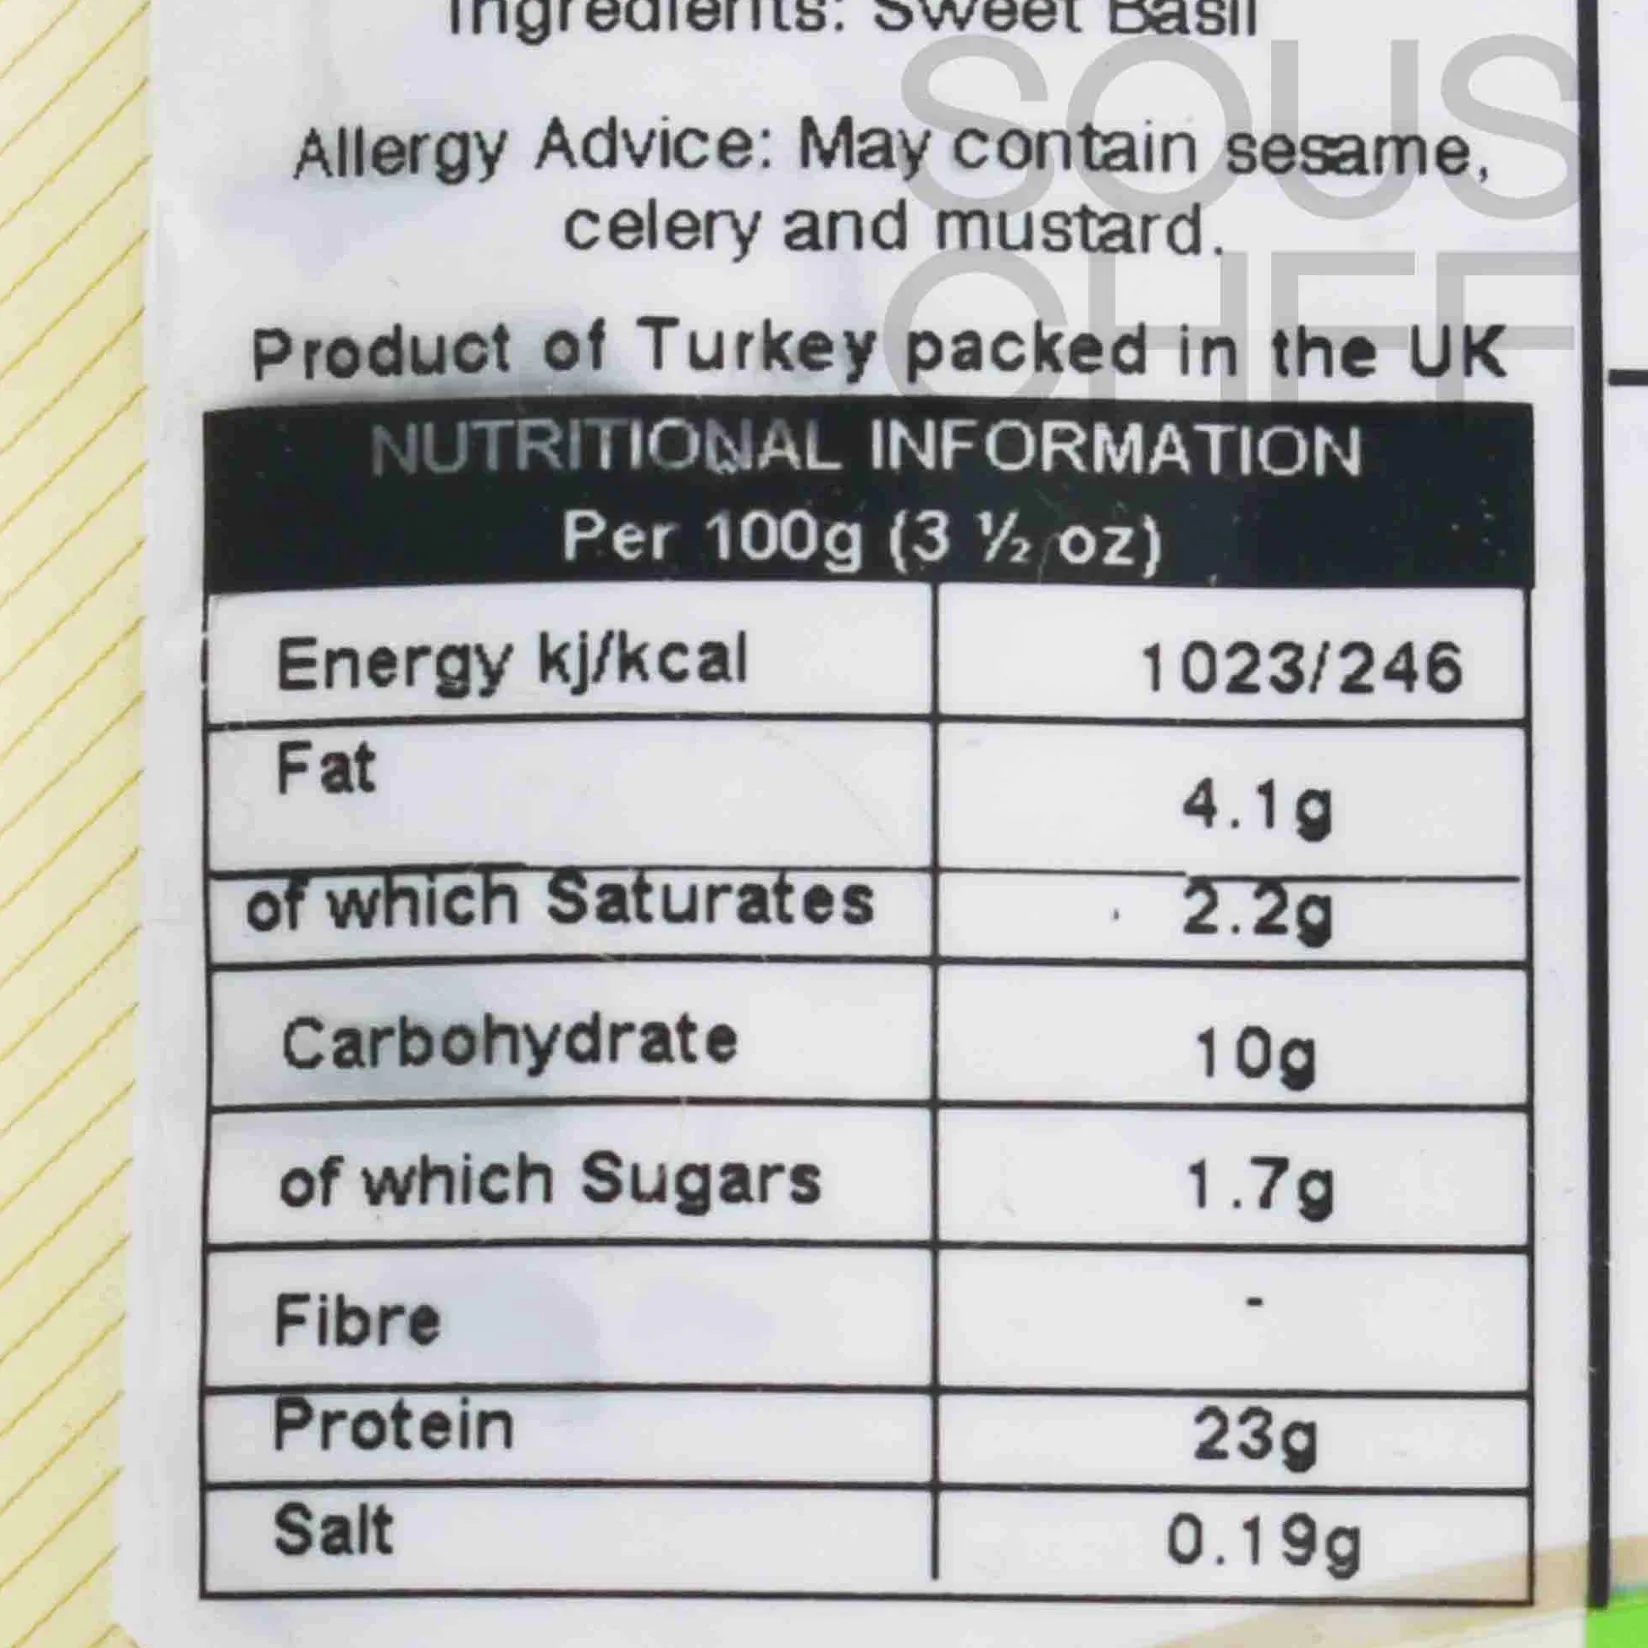 Ingredients: Sweet Basil
Allergy Advice: May contain sesame,
celery and mustard.
Product of Turkey packed in the UK
NUTRITIONAL INFORMATION
Per 100g (3 ½ oz)
Energy kj/kcal 1023/246
Fat 4.1g
of which Saturates 2.2g
Carbohydrate 10g
of which Sugars 1.7g
Fibre -
Protein 23g
Salt 0.19g
SOUS
CHEF